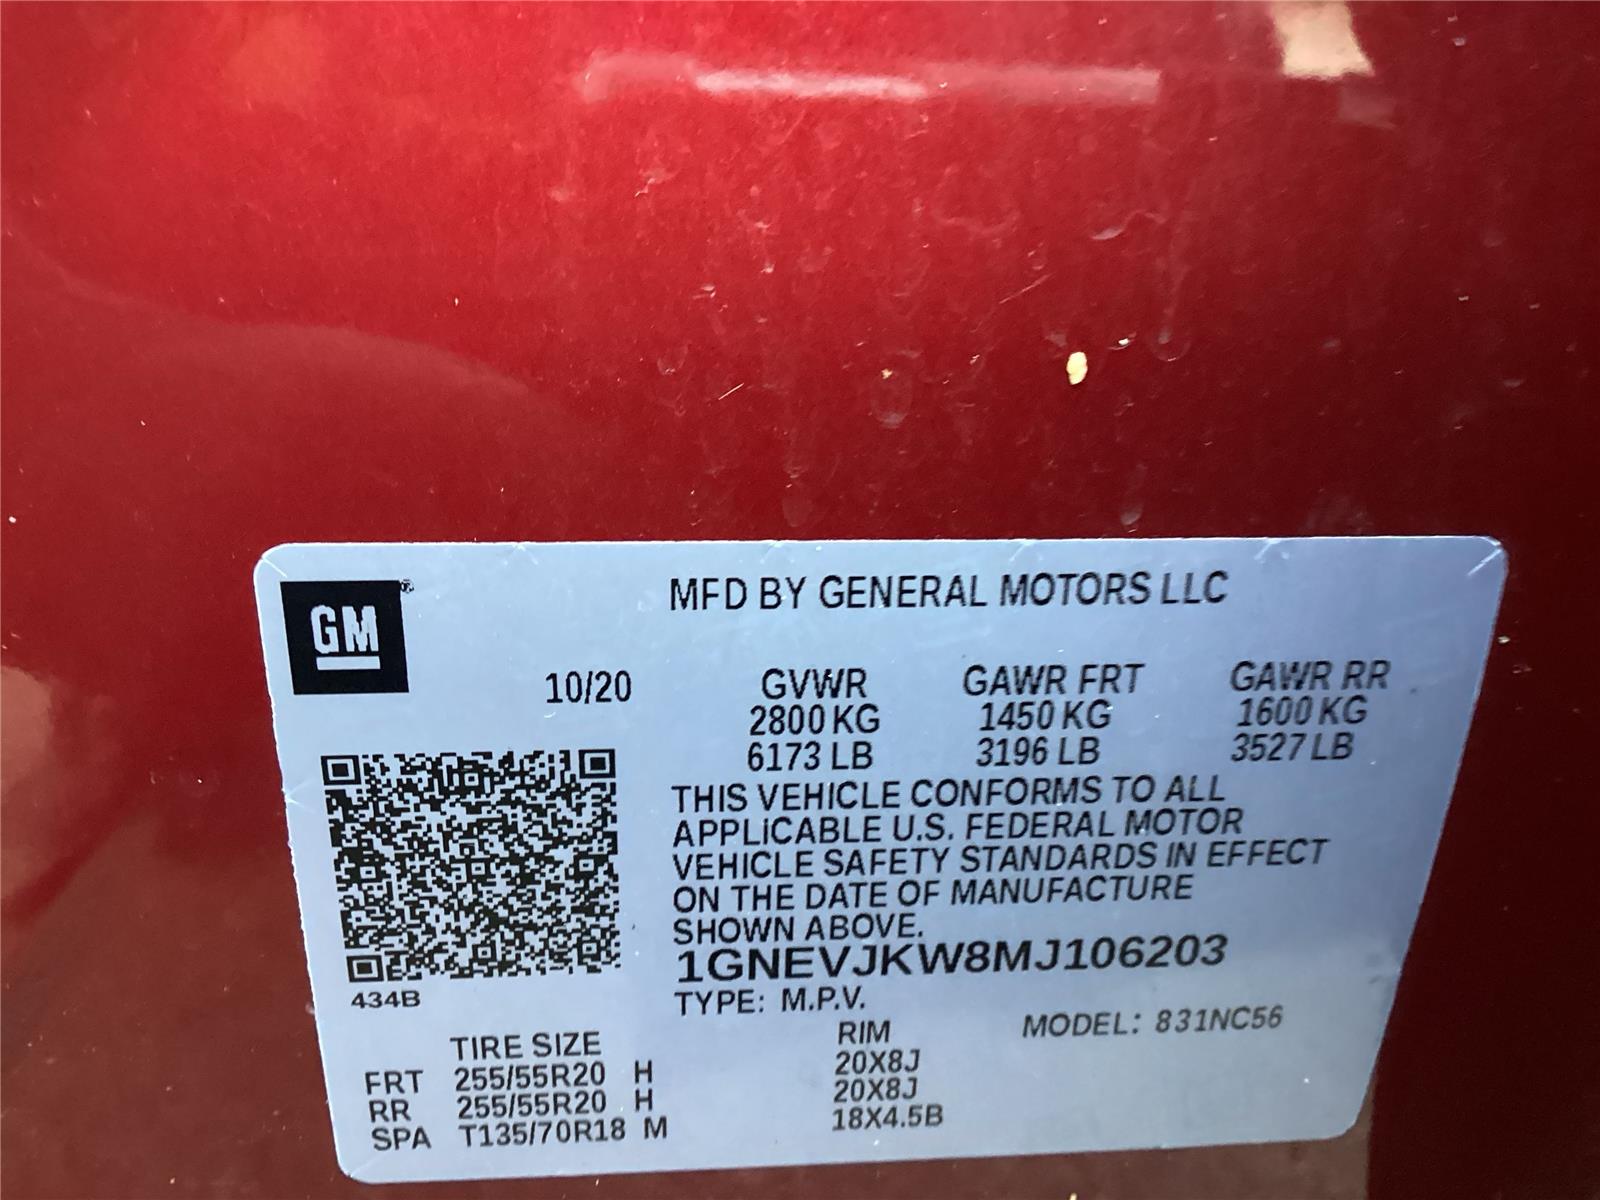 GM
MFD BY GENERAL MOTORS LLC
10/20 GVWR GAWR FRT GAWR RR
2800 KG 1450 KG 1600 KG
6173 LB 3196 LB 3527 LB
THIS VEHICLE CONFORMS TO ALL
APPLICABLE U.S. FEDERAL MOTOR
VEHICLE SAFETY STANDARDS IN EFFECT
ON THE DATE OF MANUFACTURE
SHOWN ABOVE.
1GNEVJKW8MJ106203
434B
TYPE: M.P.V.
MODEL: 831NC56
TIRE SIZE RIM
FRT 255/55R20 H 20X8J
RR 255/55R20 H 20X8J
SPA T135/70R18 M 18X4.5B